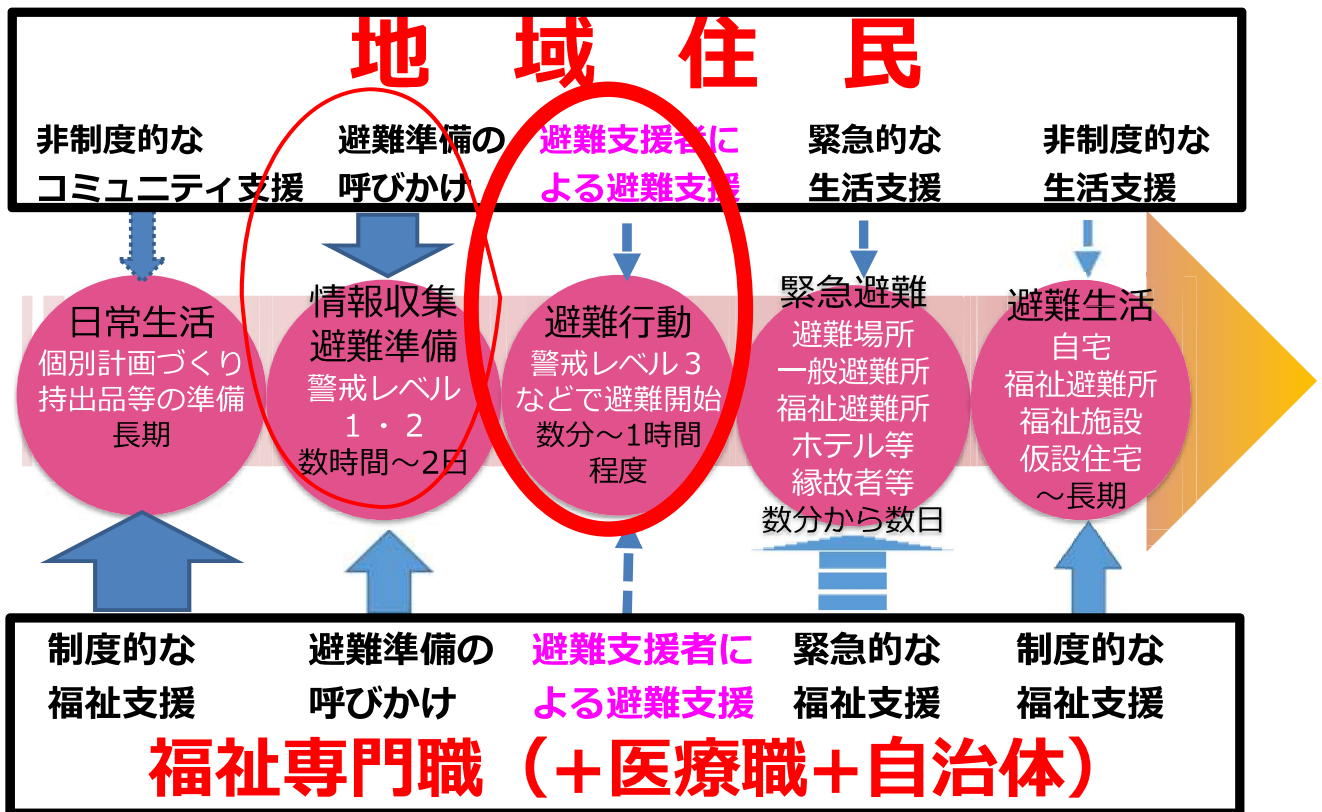 地 域 住 民
非制度的な
コミュニティ支援
避難準備の
呼びかけ
避難支援者に
よる避難支援
緊急的な
生活支援
非制度的な
生活支援
日常生活
個別計画づくり
持出品等の準備
長期
情報収集
避難準備
警戒レベル
１・２
数時間～2日
避難行動
警戒レベル３
などで避難開始
数分～1時間
程度
緊急避難
避難場所
一般避難所
福祉避難所
ホテル等
縁故者等
数分から数日
避難生活
自宅
福祉避難所
福祉施設
仮設住宅
～長期
制度的な
福祉支援
避難準備の
呼びかけ
避難支援者に
よる避難支援
緊急的な
福祉支援
制度的な
福祉支援
福祉専門職（+医療職+自治体）